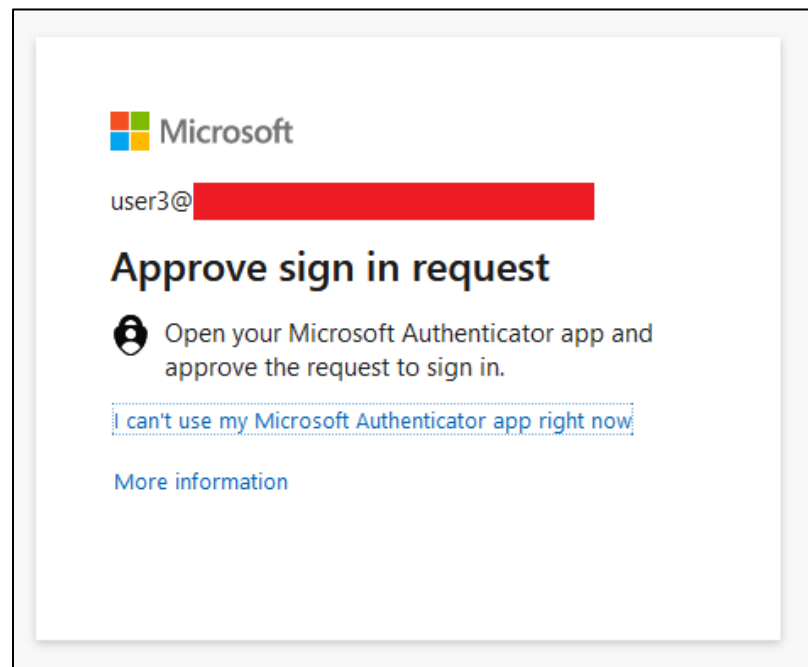 Microsoft
user3@
Approve sign in request
Open your Microsoft Authenticator app and
approve the request to sign in.
I can't use my Microsoft Authenticator app right now
More information